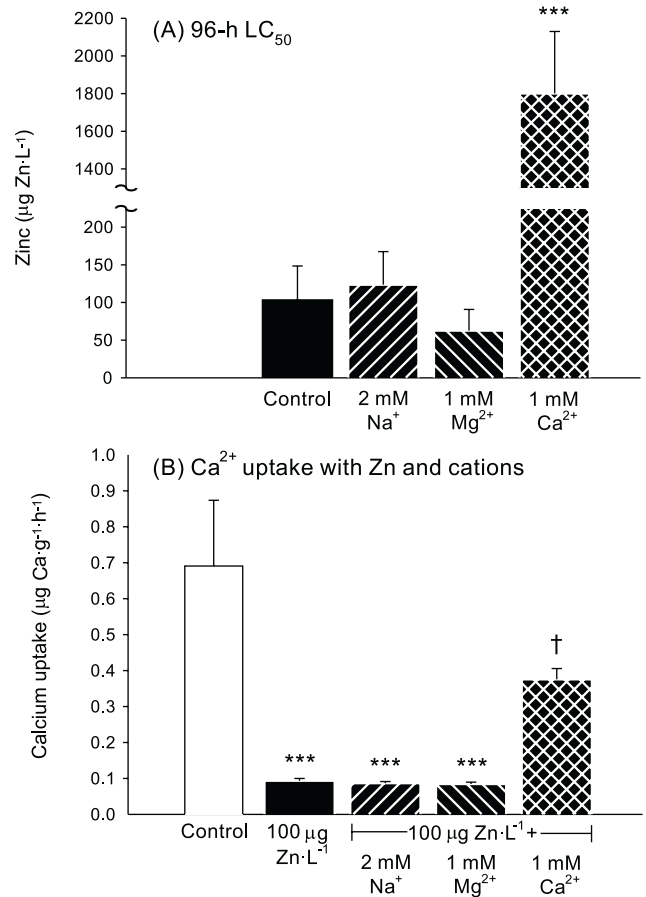 (A) 96-h LC50
***
2200
2000
1800
1600
1400
200
150
100
50
0
Zinc (µg Zn·L-1)
Control
2 mM
Na+
1 mM
Mg2+
1 mM
Ca2+
(B) Ca2+ uptake with Zn and cations
1.0
0.9
0.8
0.7
0.6
0.5
0.4
0.3
0.2
0.1
0.0
Calcium uptake (µg Ca·g-1·h-1)
***
***
***
†
Control
100 µg
Zn·L-1
100 µg Zn·L-1 +
2 mM
Na+
1 mM
Mg2+
1 mM
Ca2+